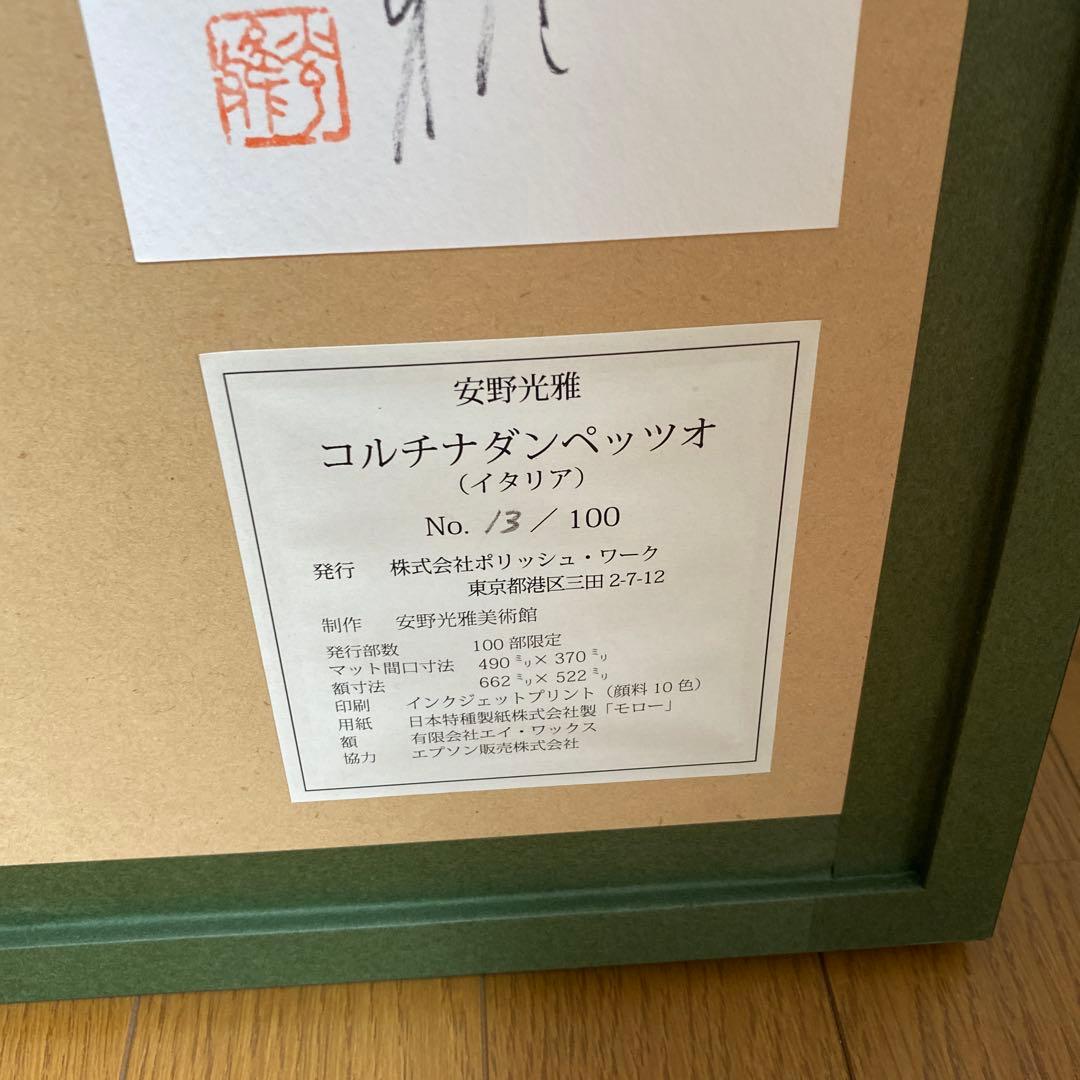 雅
安野光雅
コルチナダンペッツオ
（イタリア）
No. 13 / 100
発行 株式会社ポリッシュ・ワーク
東京都港区三田 2-7-12
制作 安野光雅美術館
発行部数 100 部限定
マット間口寸法 490 ㍉× 370 ㍉
額寸法 662 ㍉× 522 ㍉
印刷 インクジェットプリント（顔料 10 色）
用紙 日本特種製紙株式会社製「モロー」
額 有限会社エイ・ワックス
協力 エプソン販売株式会社